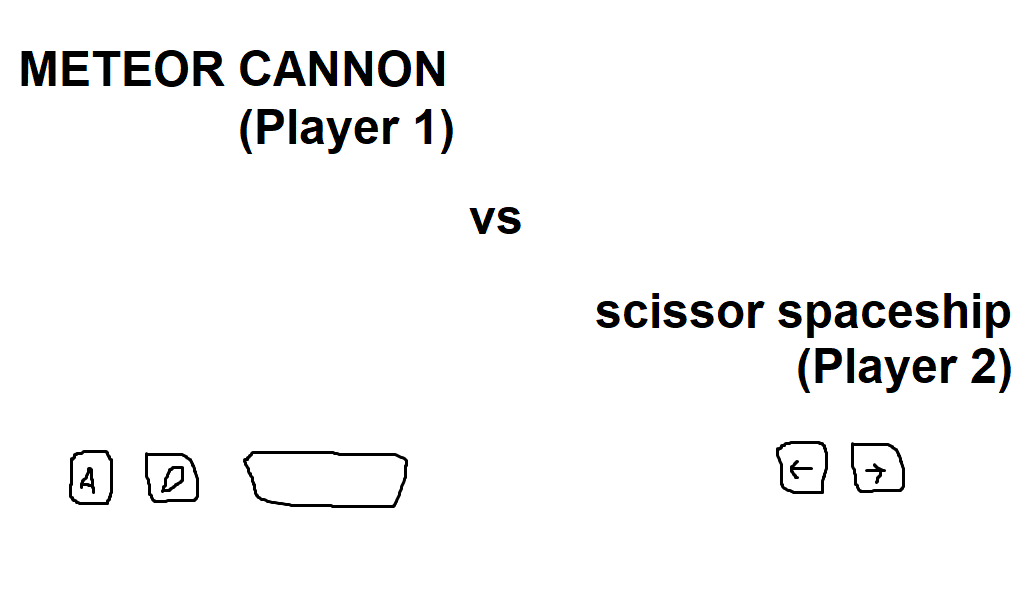 METEOR CANNON
(Player 1)
vs
scissor spaceship
(Player 2)
A D
← →